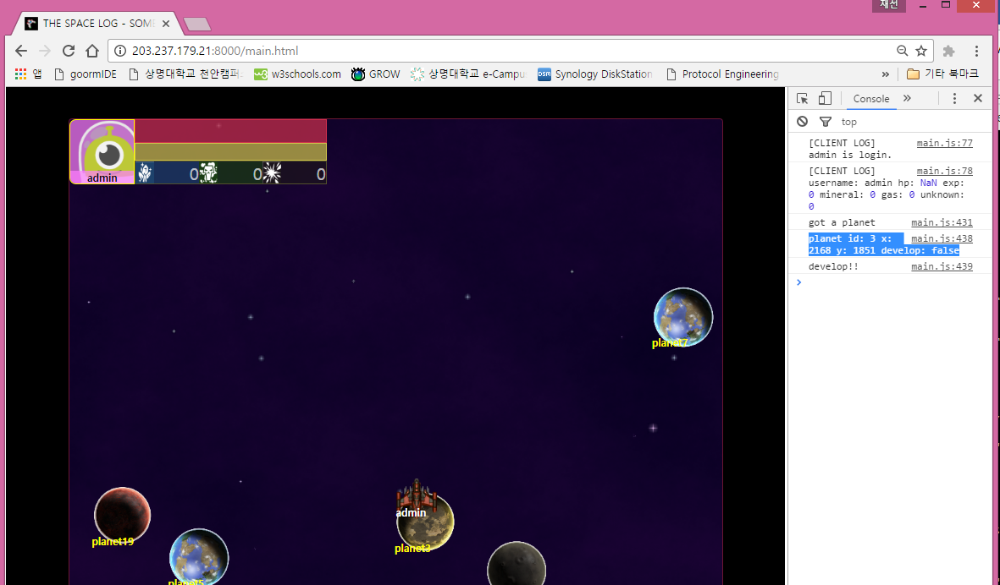 재선
THE SPACE LOG - SOME
203.237.179.21:8000/main.html
앱 goormIDE 상명대학교 천안캠퍼 w3schools.com GROW 상명대학교 e-Campu Synology DiskStation Protocol Engineering » 기타 북마크
Console »
top
[CLIENT LOG] main.js:77
admin is login.
[CLIENT LOG] main.js:78
username: admin hp: NaN exp:
0 mineral: 0 gas: 0 unknown:
0
got a planet main.js:431
planet id: 3 x: main.js:438
2168 y: 1851 develop: false
develop!! main.js:439
admin
0 0 0
planet7
admin
planet19
planet3
planet5